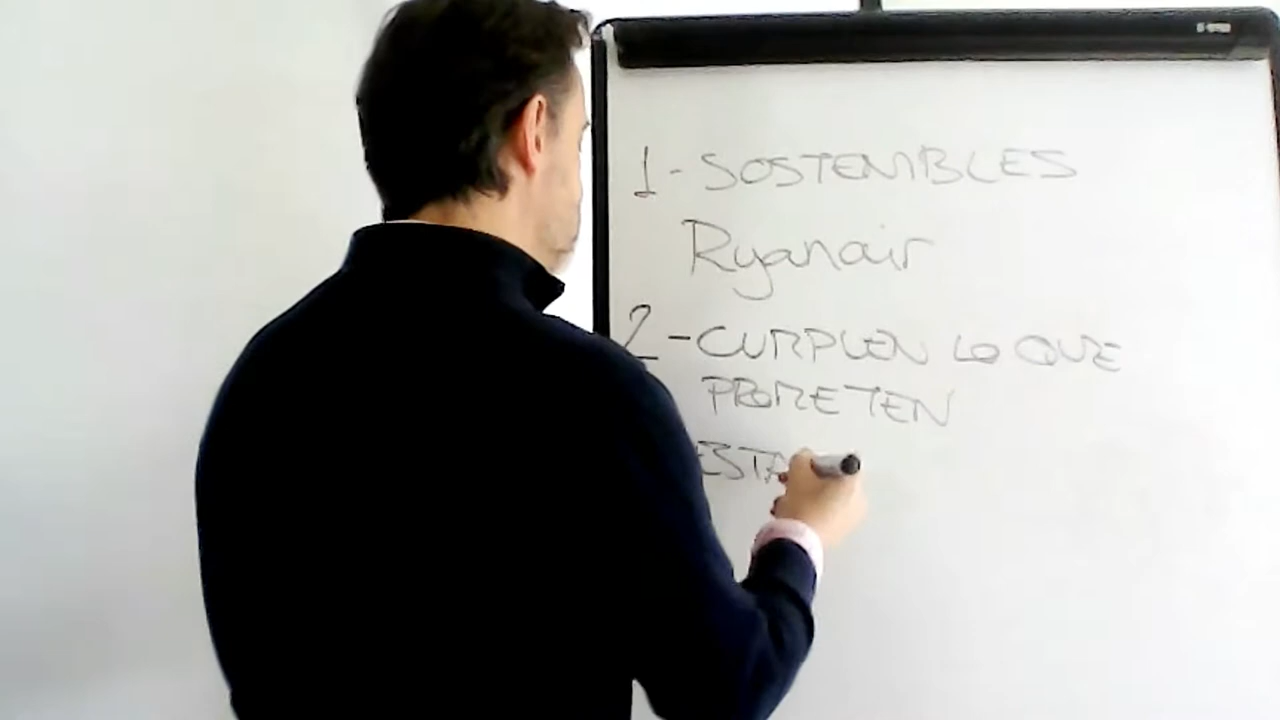 1- SOSTENIBLES
Ryanair
2- CUMPLEN LO QUE
PROMETEN
ESTA